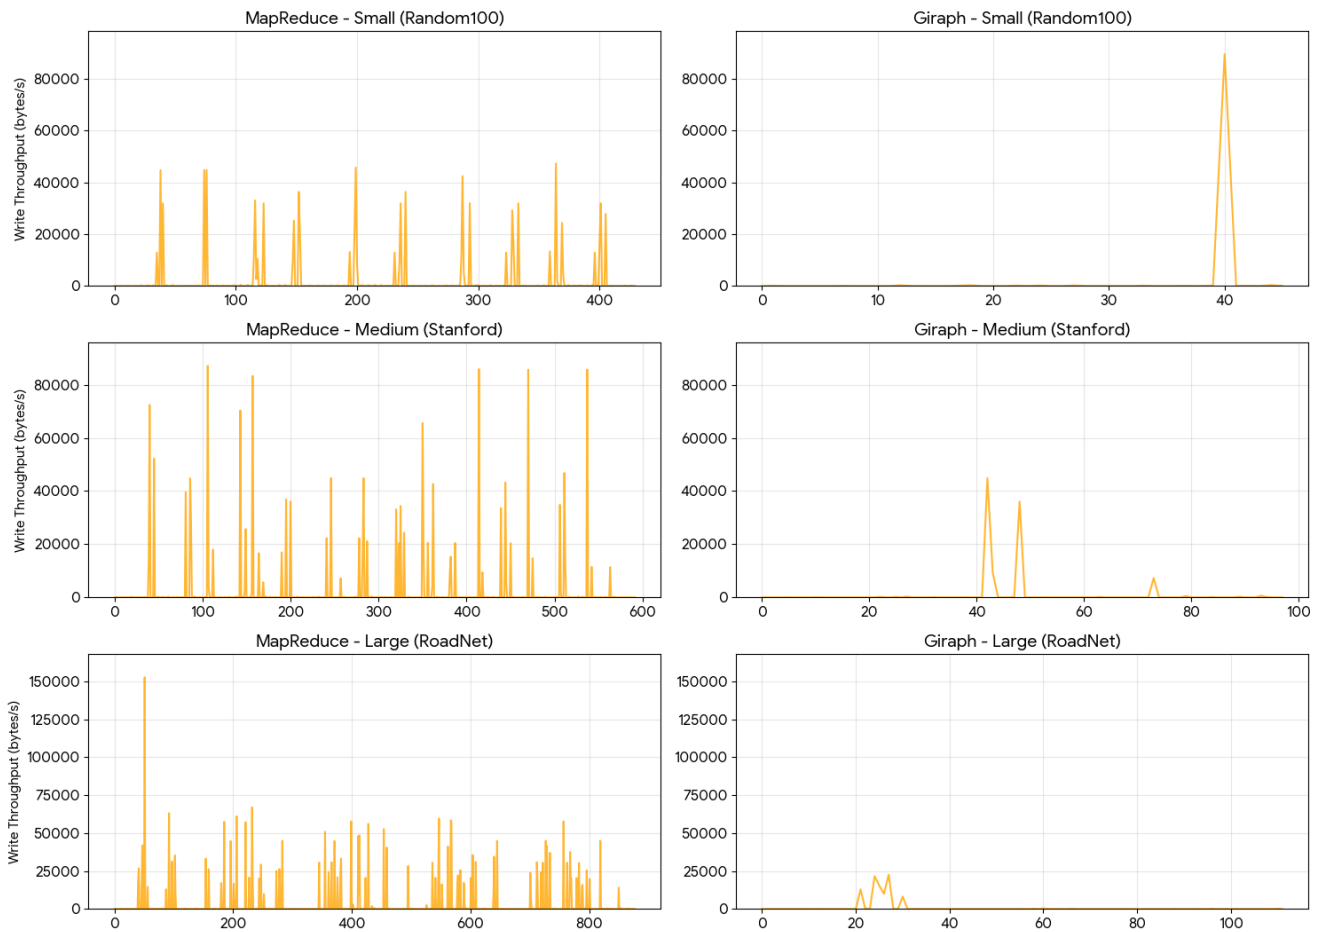 MapReduce - Small (Random100)
Write Throughput (bytes/s)
80000
60000
40000
20000
0
0 100 200 300 400
Giraph - Small (Random100)
80000
60000
40000
20000
0
0 10 20 30 40
MapReduce - Medium (Stanford)
Write Throughput (bytes/s)
80000
60000
40000
20000
0
0 100 200 300 400 500 600
Giraph - Medium (Stanford)
80000
60000
40000
20000
0
0 20 40 60 80 100
MapReduce - Large (RoadNet)
Write Throughput (bytes/s)
150000
125000
100000
75000
50000
25000
0
0 200 400 600 800
Giraph - Large (RoadNet)
150000
125000
100000
75000
50000
25000
0
0 20 40 60 80 100